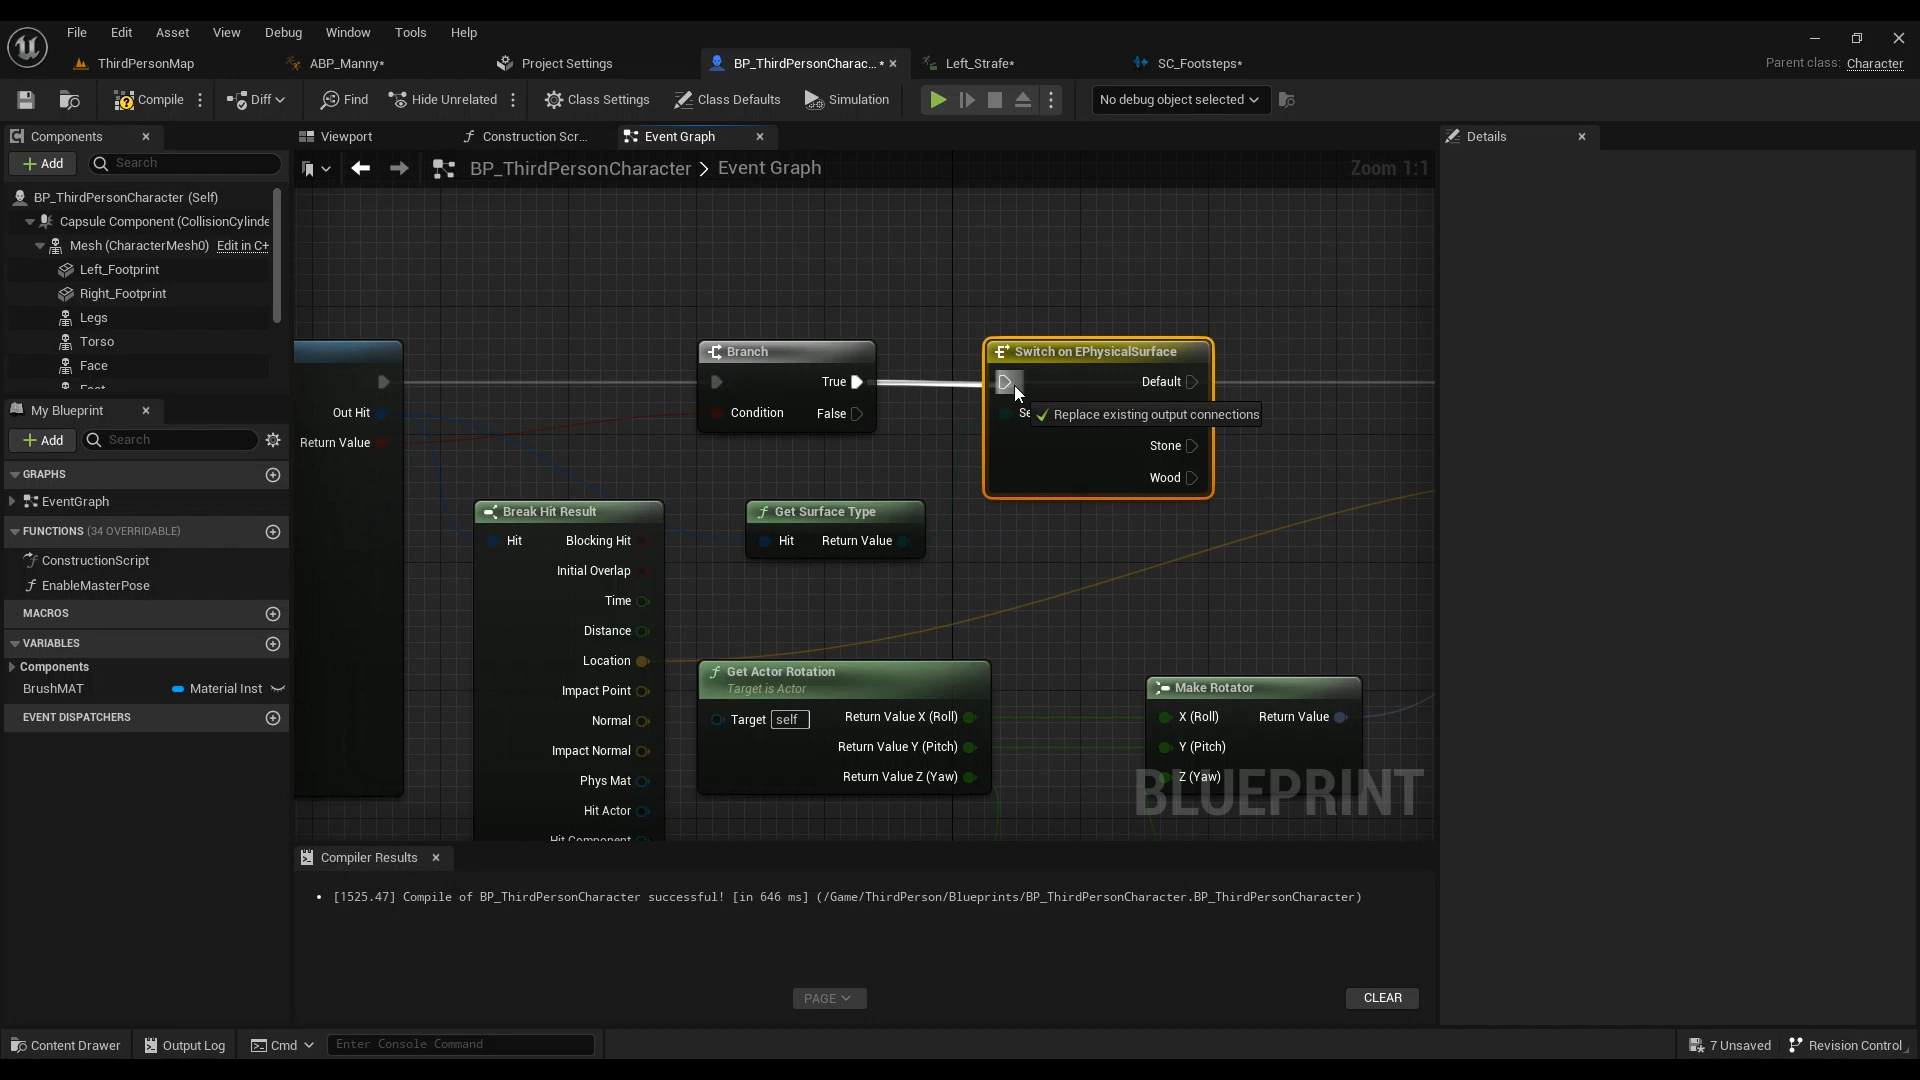 File Edit Asset View Debug Window Tools Help
ThirdPersonMap
ABP_Manny*
Project Settings
BP_ThirdPersonCharac...*
Left_Strafe*
SC_Footsteps*
Parent class: Character
Compile
Diff
Find
Hide Unrelated
Class Settings
Class Defaults
Simulation
No debug object selected
Components
Add
Search
BP_ThirdPersonCharacter (Self)
Capsule Component (CollisionCylinde
Mesh (CharacterMesh0) Edit in C+
Left_Footprint
Right_Footprint
Legs
Torso
Face
My Blueprint
Add
Search
GRAPHS
EventGraph
FUNCTIONS (34 OVERRIDABLE)
ConstructionScript
EnableMasterPose
MACROS
VARIABLES
Components
BrushMAT Material Inst
EVENT DISPATCHERS
Viewport
Construction Scr...
Event Graph
BP_ThirdPersonCharacter > Event Graph
Zoom 1:1
Out Hit
Return Value
Branch
True
Condition False
Switch on EPhysicalSurface
Default
Se
Replace existing output connections
Stone
Wood
Break Hit Result
Hit Blocking Hit
Initial Overlap
Time
Distance
Location
Impact Point
Normal
Impact Normal
Phys Mat
Hit Actor
Hit Component
Get Surface Type
Hit Return Value
Get Actor Rotation
Target is Actor
Target self Return Value X (Roll)
Return Value Y (Pitch)
Return Value Z (Yaw)
Make Rotator
X (Roll) Return Value
Y (Pitch)
Z (Yaw)
BLUEPRINT
Details
Compiler Results
[1525.47] Compile of BP_ThirdPersonCharacter successful! [in 646 ms] (/Game/ThirdPerson/Blueprints/BP_ThirdPersonCharacter.BP_ThirdPersonCharacter)
PAGE
CLEAR
Content Drawer
Output Log
Cmd
Enter Console Command
7 Unsaved
Revision Control